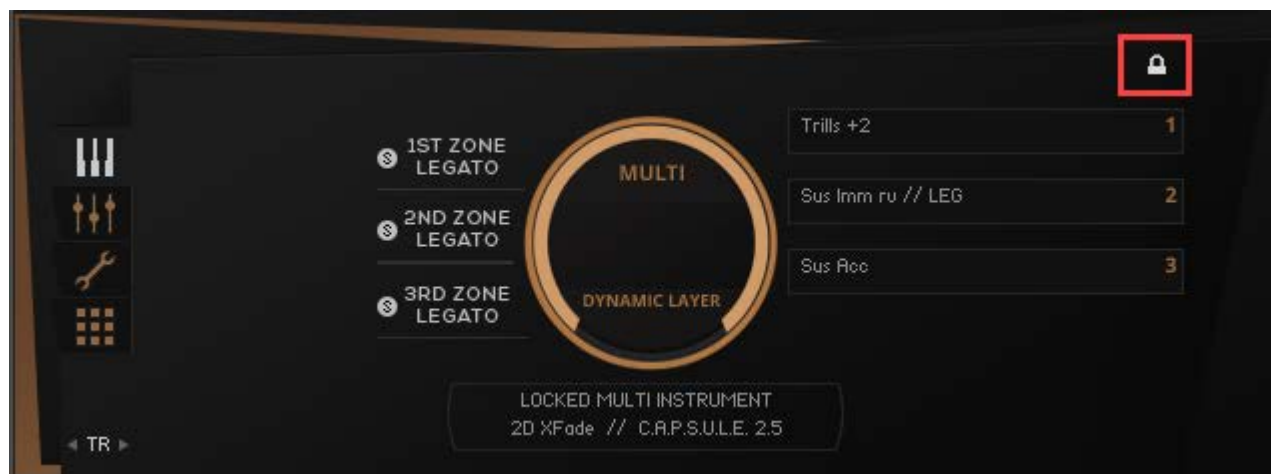 1ST ZONE
LEGATO
2ND ZONE
LEGATO
3RD ZONE
LEGATO
MULTI
DYNAMIC LAYER
Trills +2 1
Sus Imm rv // LEG 2
Sus Acc 3
LOCKED MULTI INSTRUMENT
2D XFade // C.A.P.S.U.L.E. 2.5
TR
S
S
S